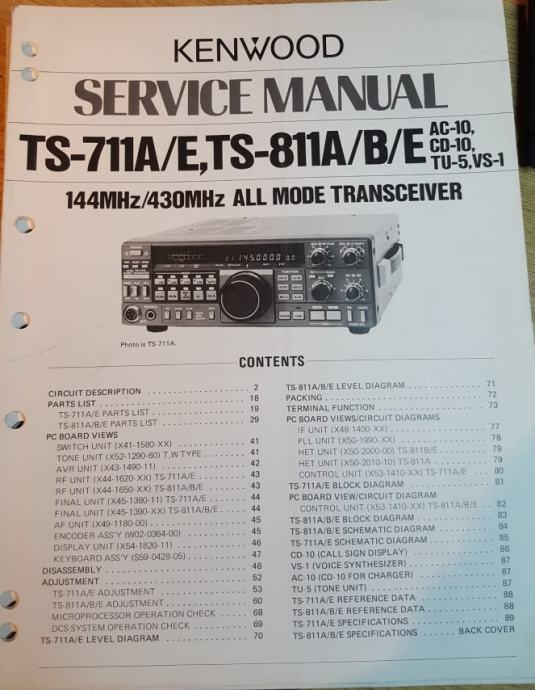 KENWOOD
SERVICE MANUAL
TS-711A/E,TS-811A/B/E AC-10,
CD-10,
TU-5,VS-1
144MHz/430MHz ALL MODE TRANSCEIVER
145.000.0
Photo is TS-711A.
CONTENTS
CIRCUIT DESCRIPTION . . . . . . . . . . . . . . . . . 2
PARTS LIST . . . . . . . . . . . . . . . . . . . . . . . . 18
TS-711A/E PARTS LIST . . . . . . . . . . . . . . . 19
TS-811A/B/E PARTS LIST . . . . . . . . . . . . . 29
PC BOARD VIEWS
SWITCH UNIT (X41-1580-XX) . . . . . . . . . . . 41
TONE UNIT (X52-1290-60) T,W TYPE . . . . . 41
AVR UNIT (X43-1490-11) . . . . . . . . . . . . . . 42
RF UNIT (X44-1620-XX) TS-711A/E . . . . . . . 43
RF UNIT (X44-1650-XX) TS-811A/B/E . . . . . . 43
FINAL UNIT (X45-1380-11) TS-711A/E . . . . . 44
FINAL UNIT (X45-1390-XX) TS-811A/B/E . . . . 44
AF UNIT (X49-1180-00) . . . . . . . . . . . . . . . 45
ENCODER ASS'Y (W02-0364-00) . . . . . . . . . 45
DISPLAY UNIT (X54-1820-11) . . . . . . . . . . . 46
KEYBOARD ASS'Y (S59-0428-05) . . . . . . . . . 47
DISASSEMBLY . . . . . . . . . . . . . . . . . . . . . . 48
ADJUSTMENT . . . . . . . . . . . . . . . . . . . . . . 52
TS-711A/E ADJUSTMENT . . . . . . . . . . . . . . 53
TS-811A/B/E ADJUSTMENT . . . . . . . . . . . . 60
MICROPROCESSOR OPERATION CHECK . . . . 68
DCS SYSTEM OPERATION CHECK . . . . . . . . 69
TS-711A/E LEVEL DIAGRAM . . . . . . . . . . . . . 70
TS-811A/B/E LEVEL DIAGRAM . . . . . . . . . . . 71
PACKING . . . . . . . . . . . . . . . . . . . . . . . . . . 72
TERMINAL FUNCTION . . . . . . . . . . . . . . . . . 73
PC BOARD VIEWS/CIRCUIT DIAGRAMS
IF UNIT (X48-1400-XX) . . . . . . . . . . . . . . . 77
PLL UNIT (X50-1990-XX) . . . . . . . . . . . . . . 78
HET UNIT (X50-2000-00) TS-811B/E . . . . . . . 79
HET UNIT (X50-2010-10) TS-811A . . . . . . . . 79
CONTROL UNIT (X53-1410-XX) TS-711A/E . . . 80
TS-711A/E BLOCK DIAGRAM . . . . . . . . . . . . . 81
PC BOARD VIEW/CIRCUIT DIAGRAM
CONTROL UNIT (X53-1410-XX) TS-811A/B/E . . 82
TS-811A/B/E BLOCK DIAGRAM . . . . . . . . . . . 83
TS-811A/B/E SCHEMATIC DIAGRAM . . . . . . . . 84
TS-711A/E SCHEMATIC DIAGRAM . . . . . . . . . 85
CD-10 (CALL SIGN DISPLAY) . . . . . . . . . . . . 86
VS-1 (VOICE SYNTHESIZER) . . . . . . . . . . . . . 87
AC-10 (CD-10 FOR CHARGER) . . . . . . . . . . . 87
TU-5 (TONE UNIT) . . . . . . . . . . . . . . . . . . . 87
TS-711A/E REFERENCE DATA . . . . . . . . . . . . 88
TS-811A/B/E REFERENCE DATA . . . . . . . . . . . 88
TS-711A/E SPECIFICATIONS . . . . . . . . . . . . . 89
TS-811A/B/E SPECIFICATIONS . . . . . . BACK COVER